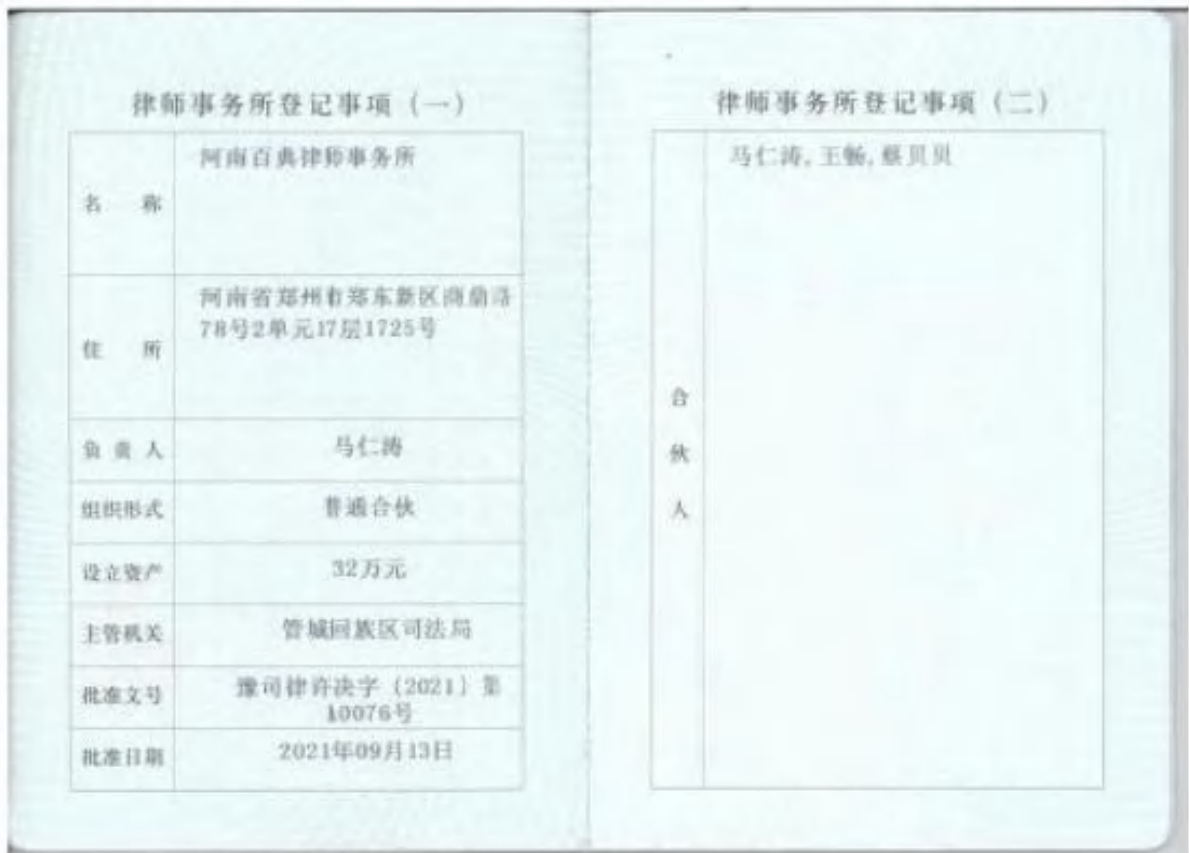 律师事务所登记事项（一）
名 称
河南百典律师事务所
住 所
河南省郑州市郑东新区商鼎路
78号2单元17层1725号
负责人
马仁涛
组织形式
普通合伙
设立资产
32万元
主管机关
管城回族区司法局
批准文号
豫司律许决字（2021）第
10076号
批准日期
2021年09月13日
律师事务所登记事项（二）
合伙人
马仁涛,王畅,蔡贝贝